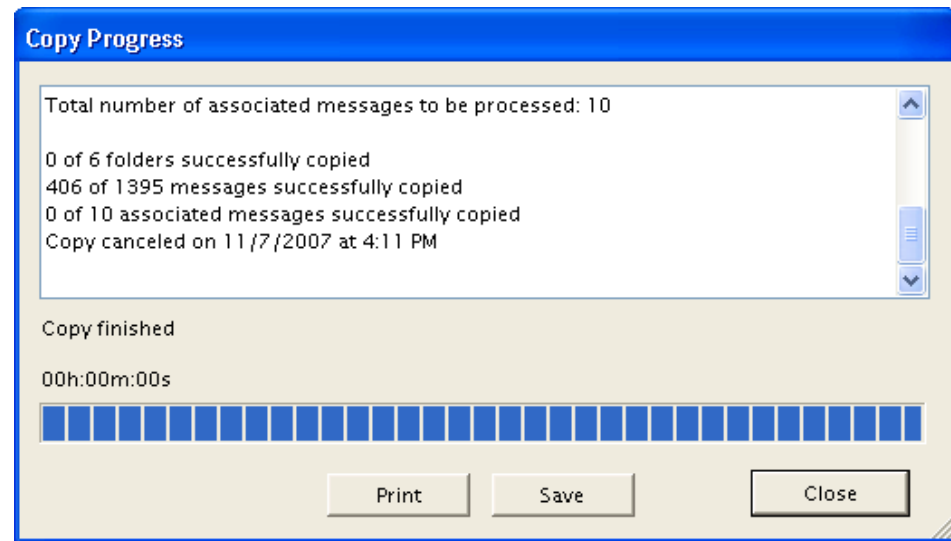 Copy Progress
Total number of associated messages to be processed: 10
0 of 6 folders successfully copied
406 of 1395 messages successfully copied
0 of 10 associated messages successfully copied
Copy canceled on 11/7/2007 at 4:11 PM
Copy finished
00h:00m:00s
Print Save Close